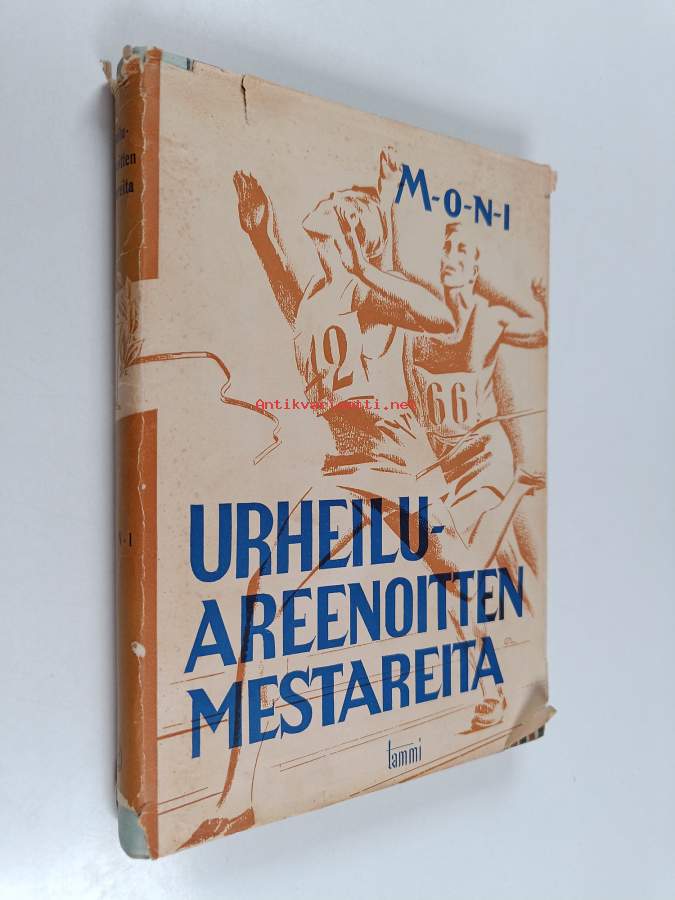 M-O-N-I
12
66
Antikvariaatti.net
URHEILU-
AREENOITTEN
MESTAREITA
tammi